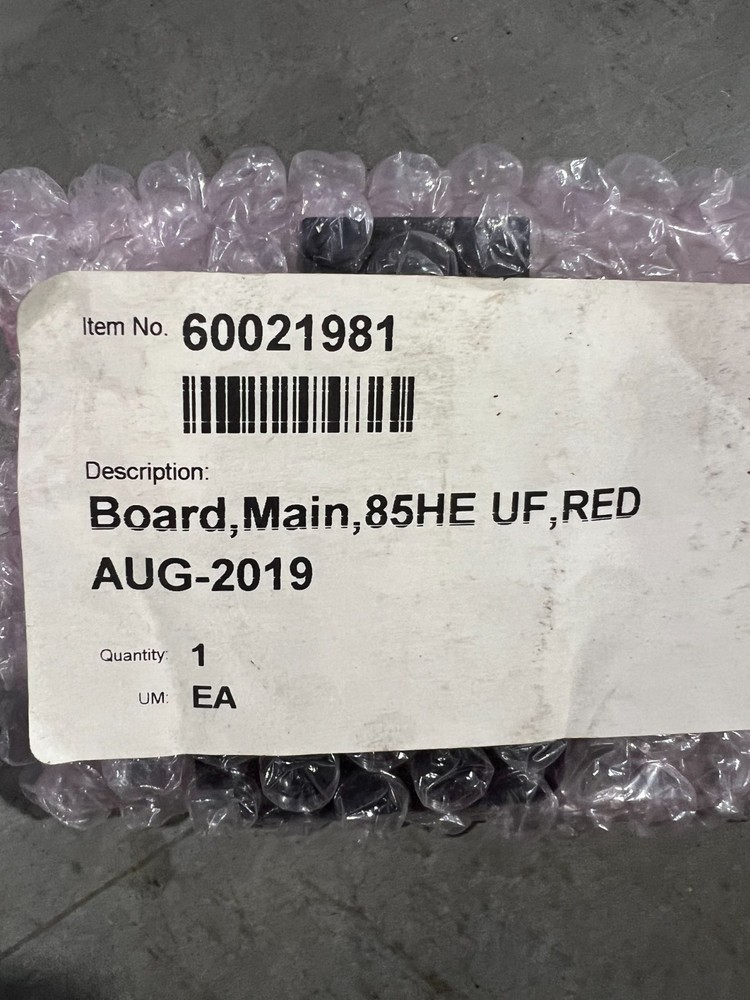 Item No. 60021981
Description:
Board,Main,85HE UF,RED
AUG-2019
Quantity: 1
UM: EA